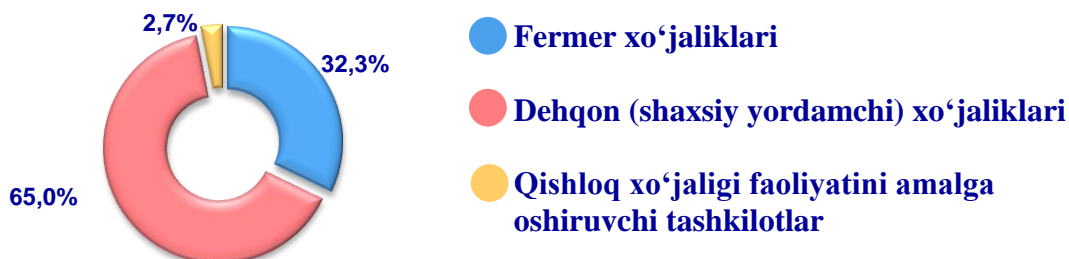 2,7%
32,3%
65,0%
Fermer xo‘jaliklari
Dehqon (shaxsiy yordamchi) xo‘jaliklari
Qishloq xo‘jaligi faoliyatini amalga
oshiruvchi tashkilotlar